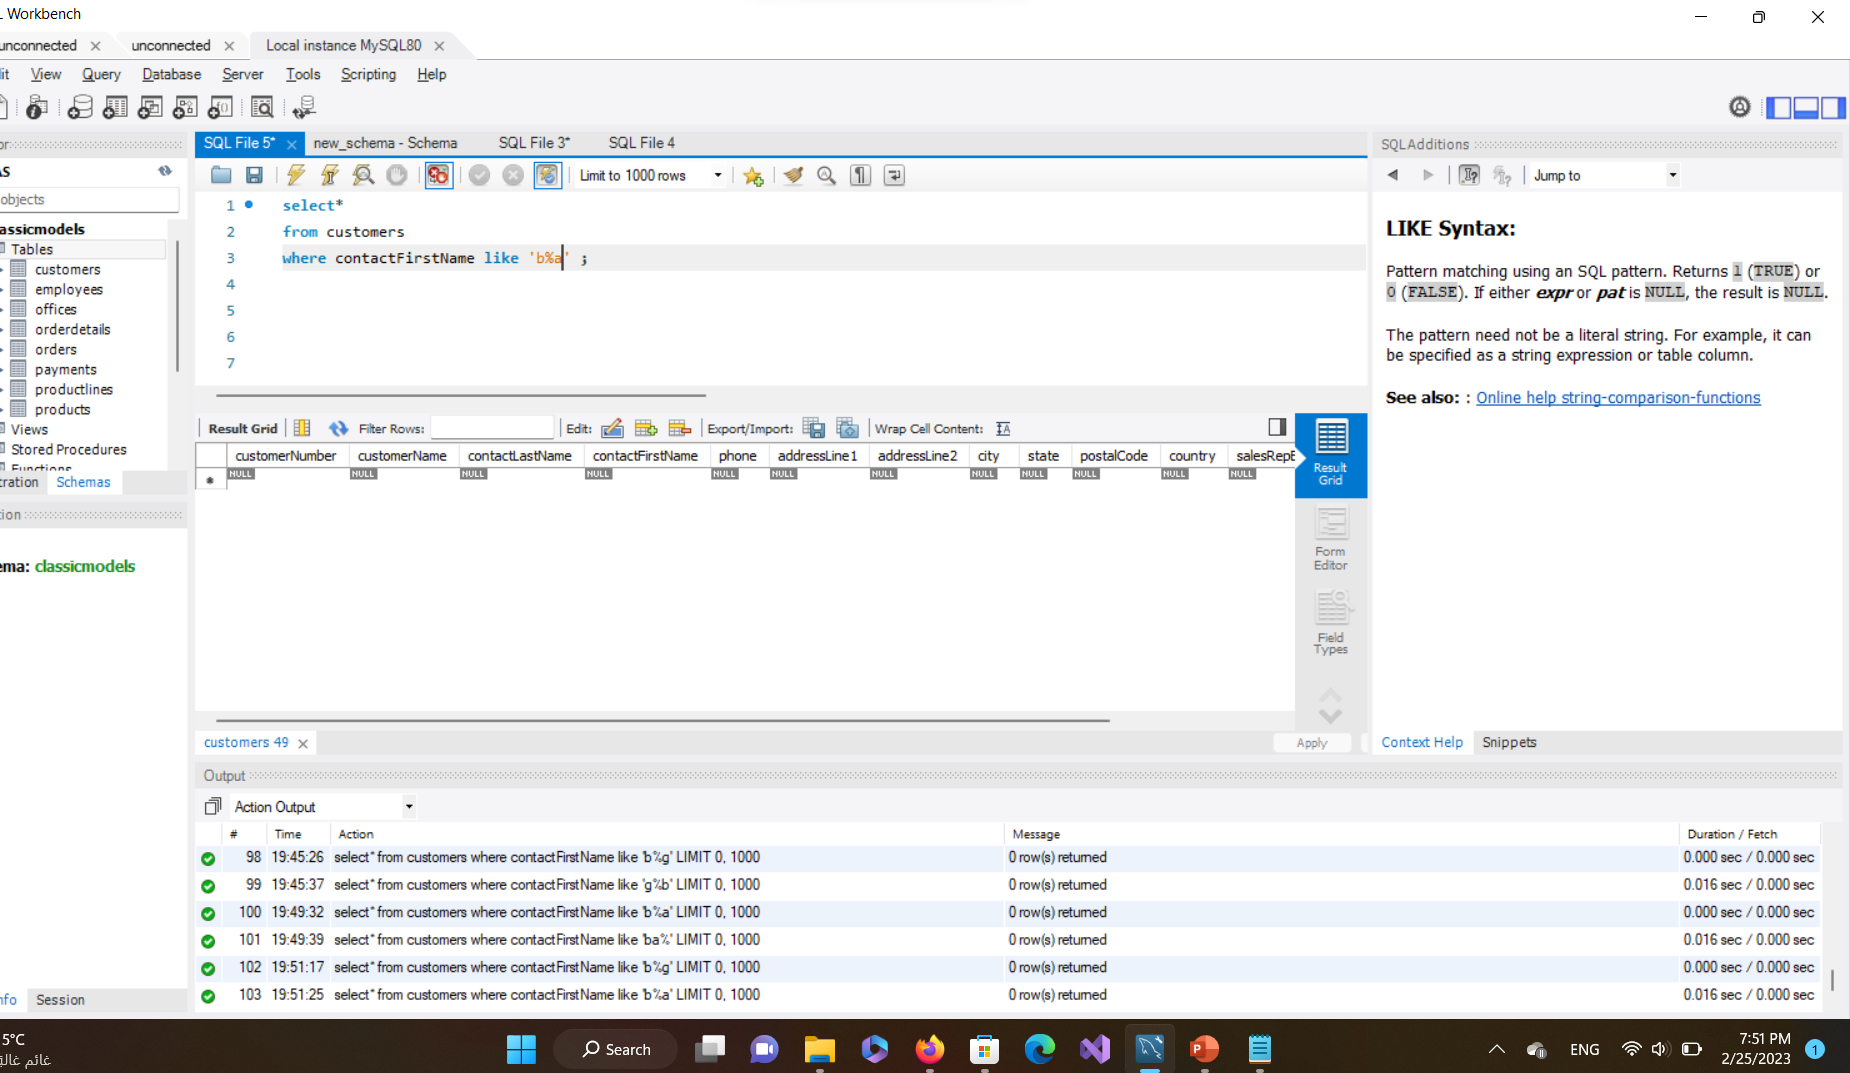 L Workbench
unconnected
unconnected
Local instance MySQL80
it View Query Database Server Tools Scripting Help
or
SQL File 5*
new_schema - Schema
SQL File 3*
SQL File 4
SQLAdditions
AS
Limit to 1000 rows
Jump to
objects
assicmodels
Tables
customers
employees
offices
orderdetails
orders
payments
productlines
products
Views
Stored Procedures
Functions
tration Schemas
tion
ema: classicmodels
nfo Session
1 select*
2 from customers
3 where contactFirstName like 'b%a' ;
4
5
6
7
LIKE Syntax:
Pattern matching using an SQL pattern. Returns 1 (TRUE) or
0 (FALSE). If either expr or pat is NULL, the result is NULL.
The pattern need not be a literal string. For example, it can
be specified as a string expression or table column.
See also: : Online help string-comparison-functions
Context Help Snippets
Result Grid Filter Rows: Edit: Export/Import: Wrap Cell Content:
customerNumber customerName contactLastName contactFirstName phone addressLine1 addressLine2 city state postalCode country salesRepE
NULL NULL NULL NULL NULL NULL NULL NULL NULL NULL NULL NULL
Result
Grid
Form
Editor
Field
Types
customers 49
Apply
Output
Action Output
# Time Action Message Duration / Fetch
98 19:45:26 select* from customers where contactFirstName like 'b%g' LIMIT 0, 1000 0 row(s) returned 0.000 sec / 0.000 sec
99 19:45:37 select* from customers where contactFirstName like 'g%b' LIMIT 0, 1000 0 row(s) returned 0.016 sec / 0.000 sec
100 19:49:32 select* from customers where contactFirstName like 'b%a' LIMIT 0, 1000 0 row(s) returned 0.000 sec / 0.000 sec
101 19:49:39 select* from customers where contactFirstName like 'ba%' LIMIT 0, 1000 0 row(s) returned 0.016 sec / 0.000 sec
102 19:51:17 select* from customers where contactFirstName like 'b%g' LIMIT 0, 1000 0 row(s) returned 0.000 sec / 0.000 sec
103 19:51:25 select* from customers where contactFirstName like 'b%a' LIMIT 0, 1000 0 row(s) returned 0.016 sec / 0.000 sec
5°C
غائم غالبً
Search
ENG
7:51 PM
2/25/2023
1